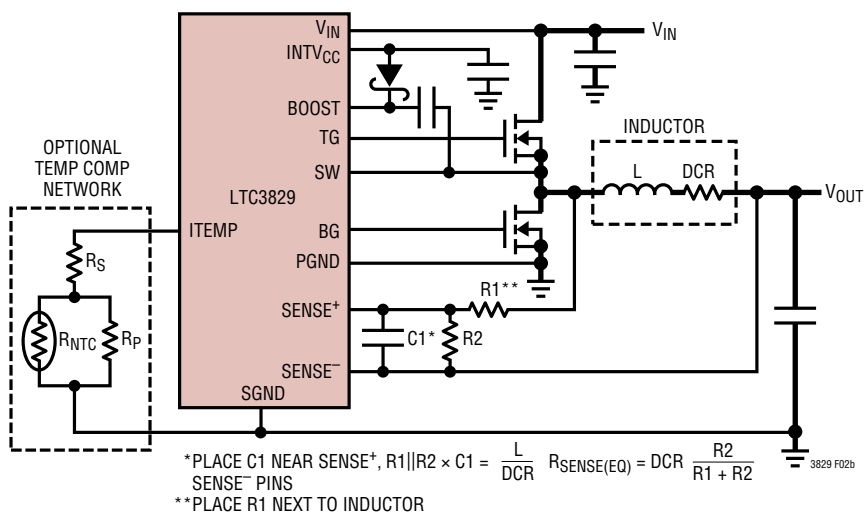 V_IN
INTV_CC
BOOST
TG
SW
LTC3829
ITEMP
BG
PGND
SENSE+
SENSE–
SGND
V_IN
INDUCTOR
L
DCR
V_OUT
OPTIONAL
TEMP COMP
NETWORK
R_S
R_NTC
R_P
R1**
C1*
R2
*PLACE C1 NEAR SENSE+, R1||R2 × C1 = L/DCR R_SENSE(EQ) = DCR R2/(R1 + R2)
SENSE– PINS
**PLACE R1 NEXT TO INDUCTOR
3829 F02b